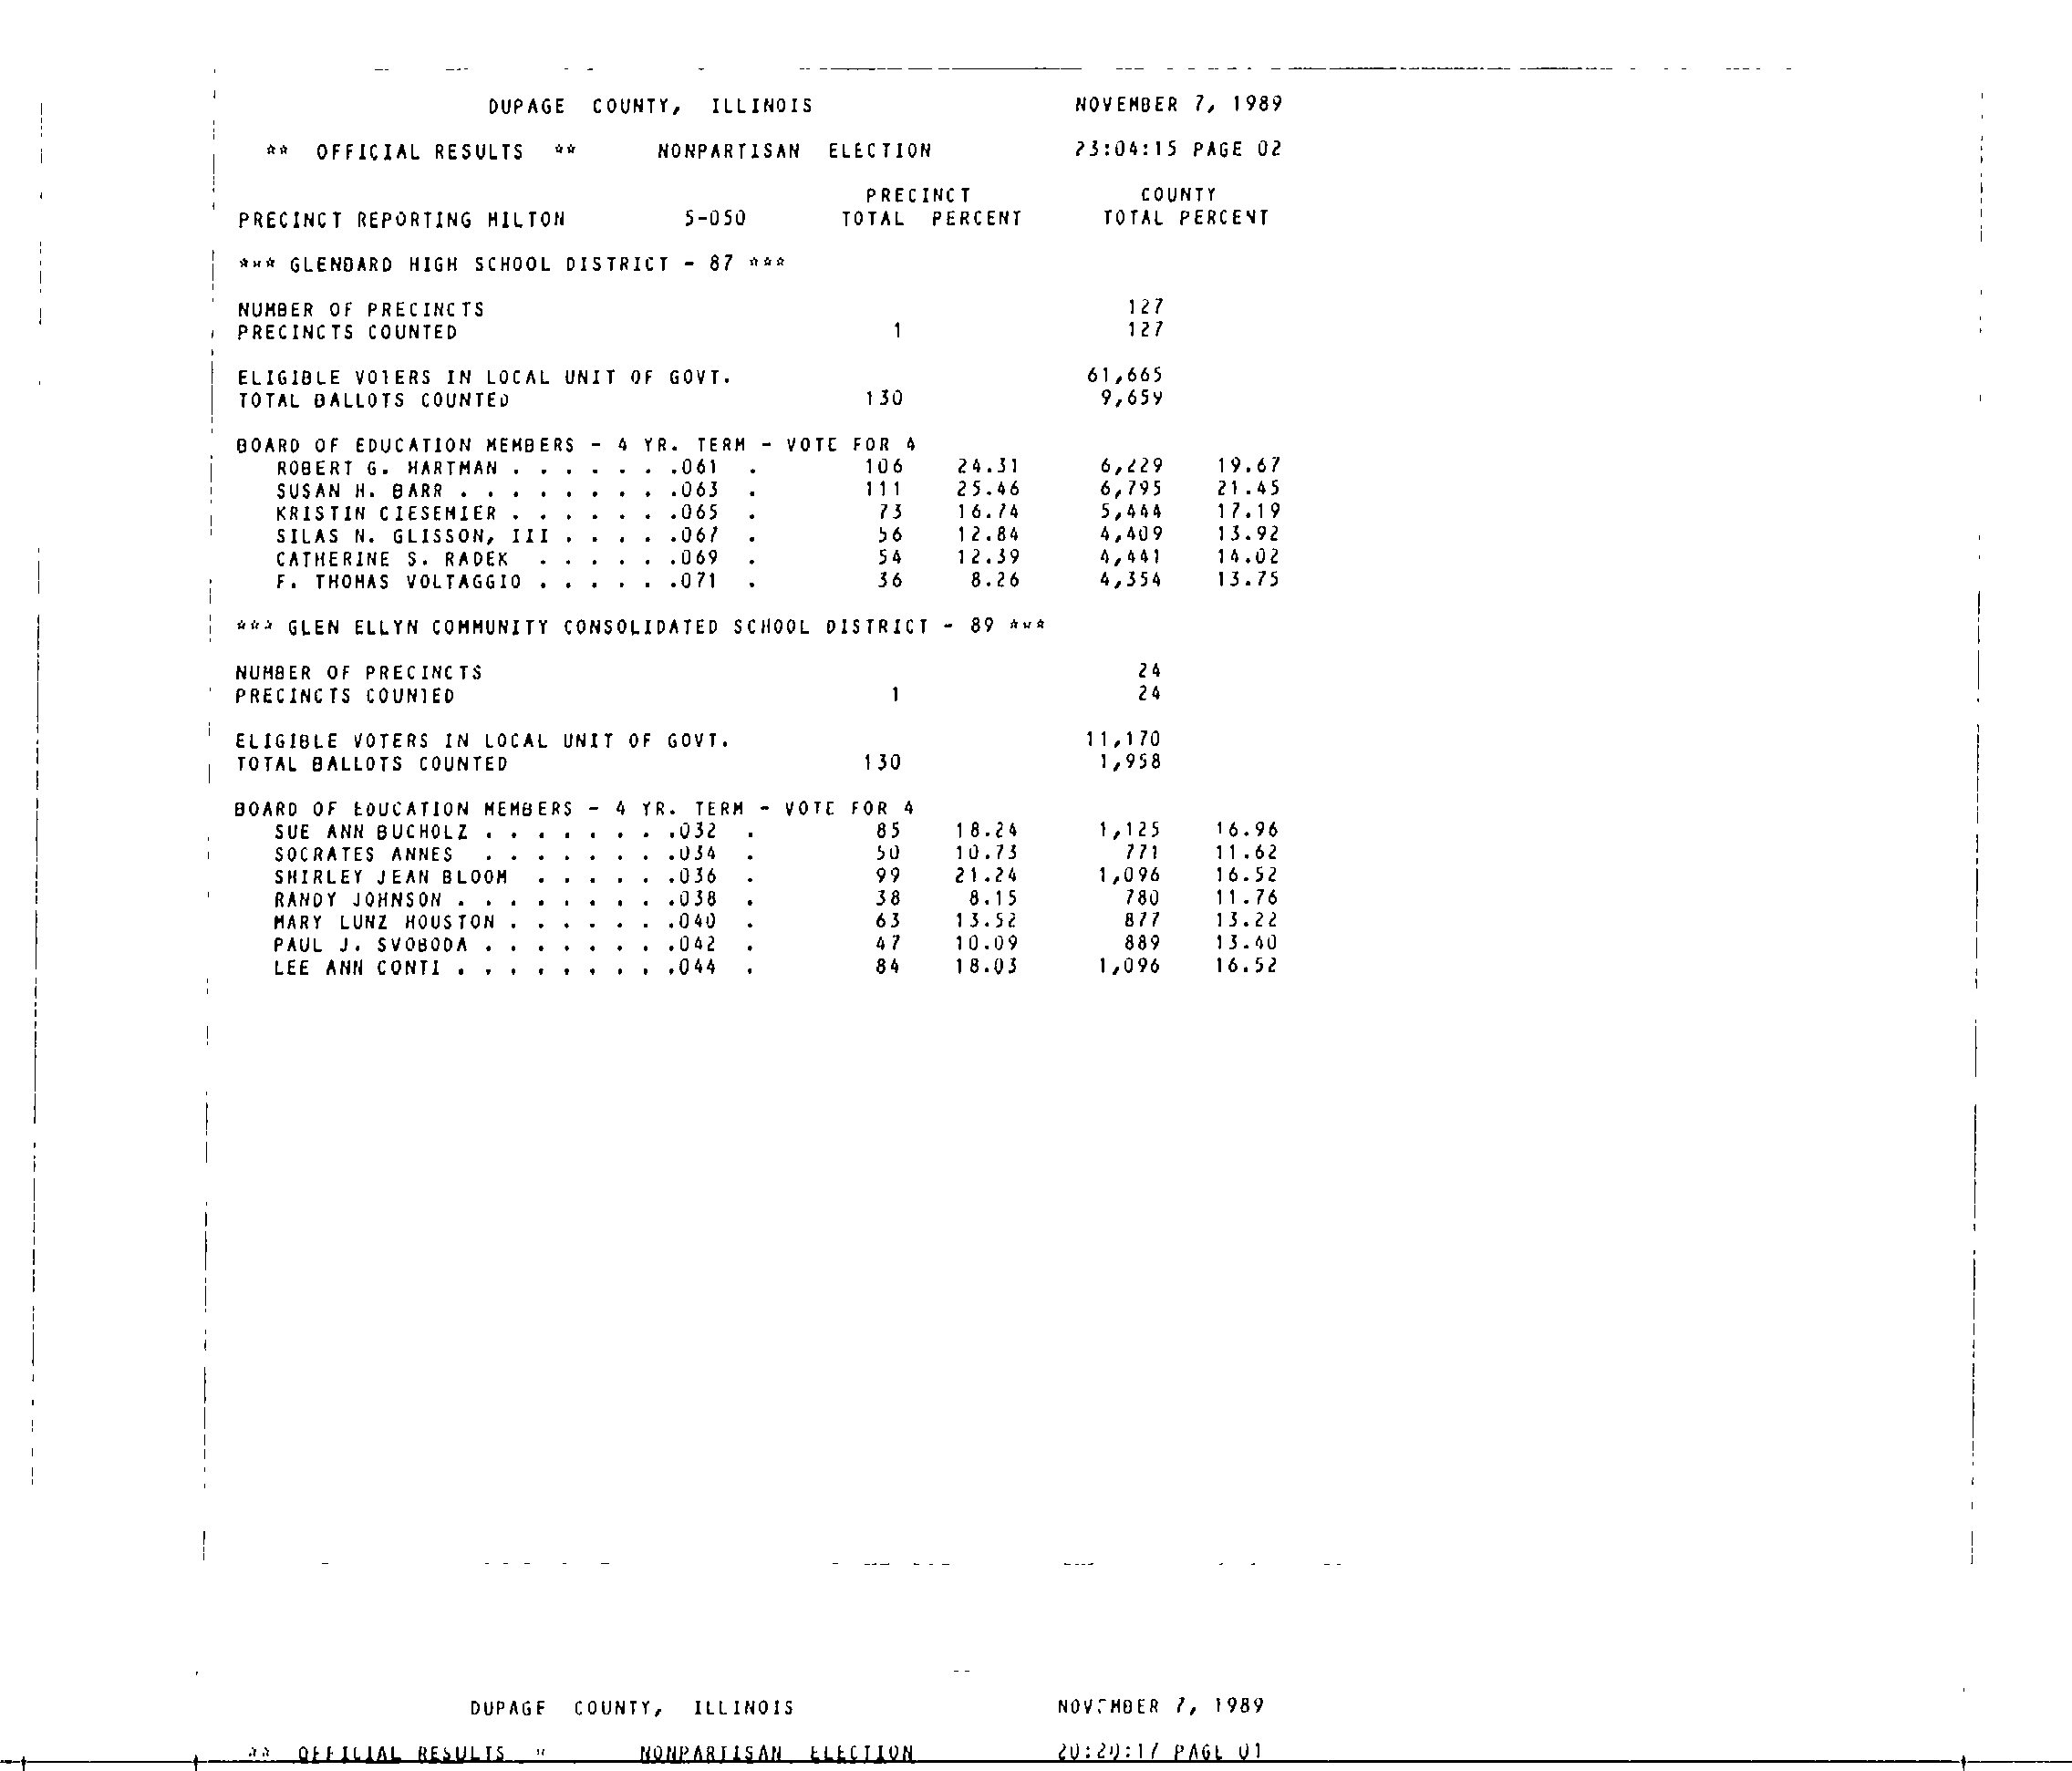 DUPAGE COUNTY, ILLINOIS NOVEMBER 7, 1989
** OFFICIAL RESULTS ** NONPARTISAN ELECTION 23:04:15 PAGE 02
PRECINCT COUNTY
PRECINCT REPORTING MILTON 5-050 TOTAL PERCENT TOTAL PERCENT
*** GLENBARD HIGH SCHOOL DISTRICT - 87 ***
NUMBER OF PRECINCTS 127
PRECINCTS COUNTED 1 127
ELIGIBLE VOTERS IN LOCAL UNIT OF GOVT. 61,665
TOTAL BALLOTS COUNTED 130 9,659
BOARD OF EDUCATION MEMBERS - 4 YR. TERM - VOTE FOR 4
ROBERT G. HARTMAN . . . . . . .061 . 106 24.31 6,229 19.67
SUSAN H. BARR . . . . . . . . .063 . 111 25.46 6,795 21.45
KRISTIN CIESEMIER . . . . . . .065 . 73 16.74 5,444 17.19
SILAS N. GLISSON, III . . . . .067 . 56 12.84 4,409 13.92
CATHERINE S. RADEK . . . . . .069 . 54 12.39 4,441 14.02
F. THOMAS VOLTAGGIO . . . . . .071 . 36 8.26 4,354 13.75
*** GLEN ELLYN COMMUNITY CONSOLIDATED SCHOOL DISTRICT - 89 ***
NUMBER OF PRECINCTS 24
PRECINCTS COUNTED 1 24
ELIGIBLE VOTERS IN LOCAL UNIT OF GOVT. 11,170
TOTAL BALLOTS COUNTED 130 1,958
BOARD OF EDUCATION MEMBERS - 4 YR. TERM - VOTE FOR 4
SUE ANN BUCHOLZ . . . . . . . .032 . 85 18.24 1,125 16.96
SOCRATES ANNES . . . . . . . .034 . 50 10.73 771 11.62
SHIRLEY JEAN BLOOM . . . . . .036 . 99 21.24 1,096 16.52
RANDY JOHNSON . . . . . . . . .038 . 38 8.15 780 11.76
MARY LUNZ HOUSTON . . . . . . .040 . 63 13.52 877 13.22
PAUL J. SVOBODA . . . . . . . .042 . 47 10.09 889 13.40
LEE ANN CONTI . . . . . . . . .044 . 84 18.03 1,096 16.52
DUPAGE COUNTY, ILLINOIS NOVEMBER 7, 1989
** OFFICIAL RESULTS " NONPARTISAN ELECTION 20:20:17 PAGE 01